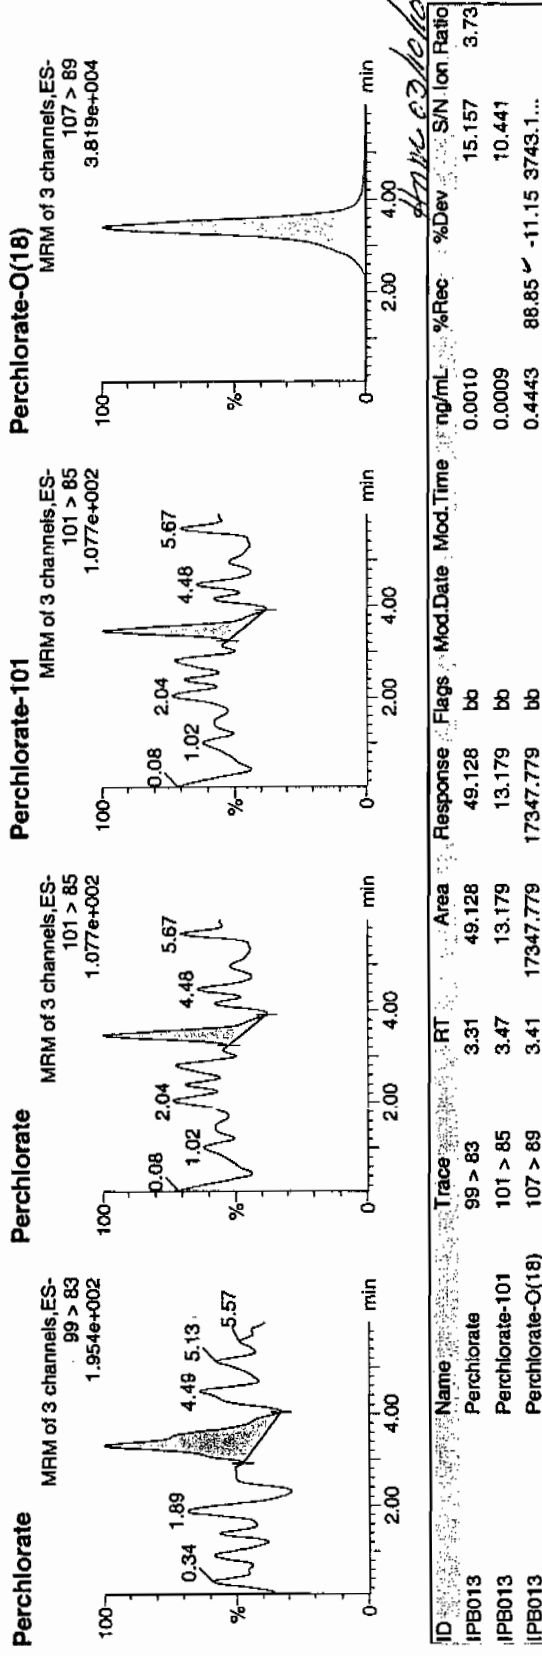 Perchlorate
MRM of 3 channels,ES-
99 > 83
1.954e+002
100
%
0
0.34
1.89
4.49
5.13
5.57
2.00
4.00
min
Perchlorate
MRM of 3 channels,ES-
101 > 85
1.077e+002
100
%
0
0.08
1.02
2.04
4.48
5.67
2.00
4.00
min
Perchlorate-101
MRM of 3 channels,ES-
101 > 85
1.077e+002
100
%
0
0.08
1.02
2.04
4.48
5.67
2.00
4.00
min
Perchlorate-O(18)
MRM of 3 channels,ES-
107 > 89
3.819e+004
100
%
0
2.00
4.00
min
ID Name Trace RT Area Response Flags Mod.Date Mod.Time ng/mL %Rec %Dev S/N Ion Ratio
IPB013 Perchlorate 99 > 83 3.31 49.128 49.128 bb 0.0010 15.157 3.73
IPB013 Perchlorate-101 101 > 85 3.47 13.179 13.179 bb 0.0009 10.441
IPB013 Perchlorate-O(18) 107 > 89 3.41 17347.779 17347.779 bb 0.4443 88.85 ✓ -11.15 3743.1...